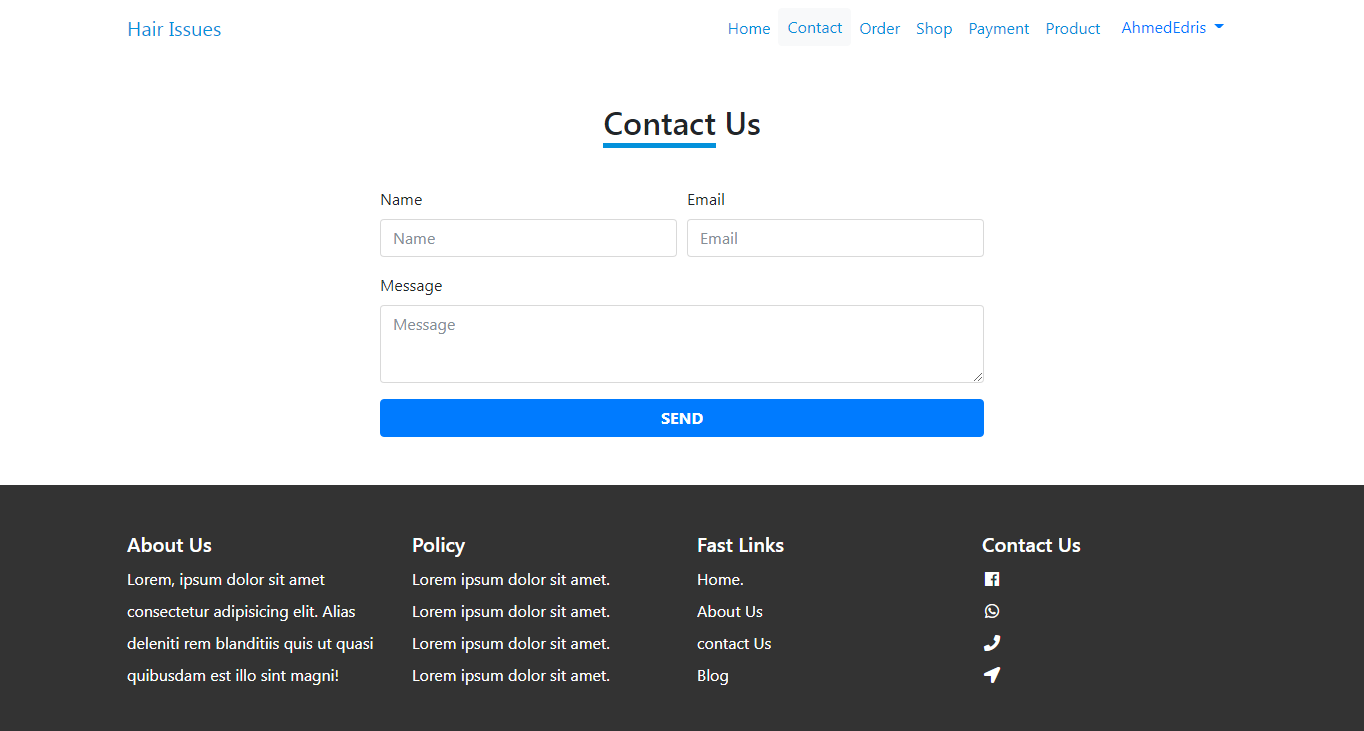 Hair Issues
Home Contact Order Shop Payment Product AhmedEdris
Contact Us
Name Email
Name Email
Message
Message
SEND
About Us
Lorem, ipsum dolor sit amet
consectetur adipisicing elit. Alias
deleniti rem blanditiis quis ut quasi
quibusdam est illo sint magni!
Policy
Lorem ipsum dolor sit amet.
Lorem ipsum dolor sit amet.
Lorem ipsum dolor sit amet.
Lorem ipsum dolor sit amet.
Fast Links
Home.
About Us
contact Us
Blog
Contact Us